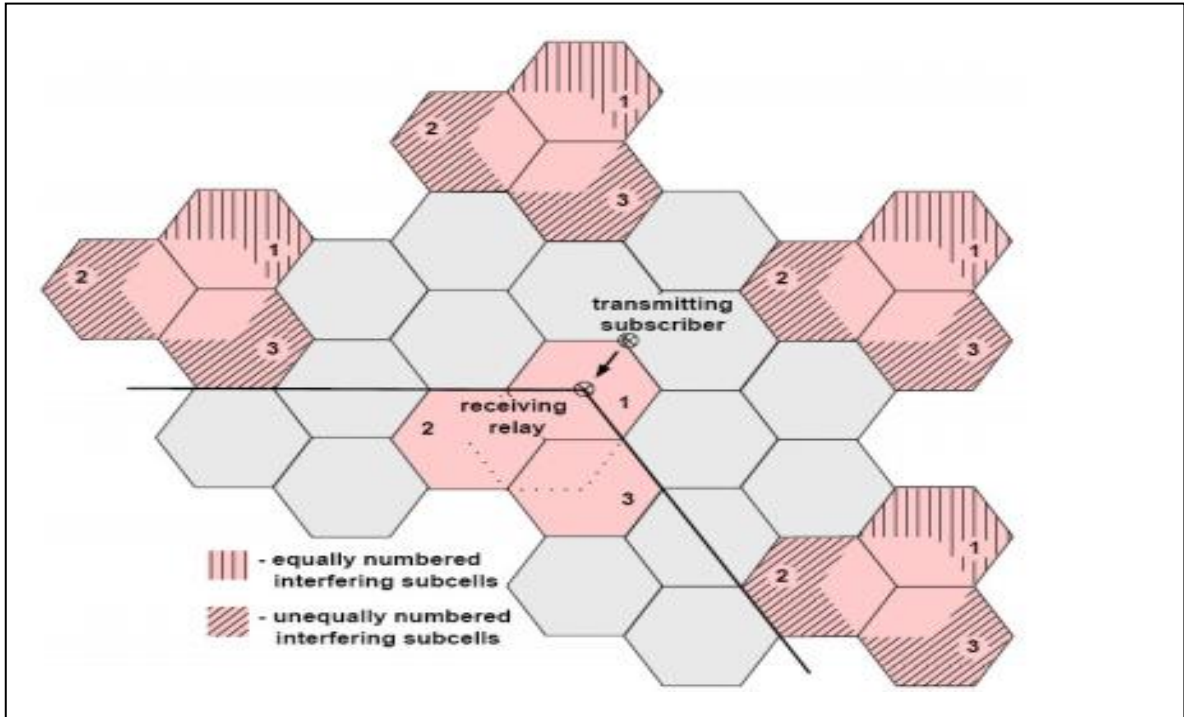 1
2
3
1
2
3
1
2
3
transmitting
subscriber
receiving
relay
1
2
3
1
2
3
- equally numbered
interfering subcells
- unequally numbered
interfering subcells